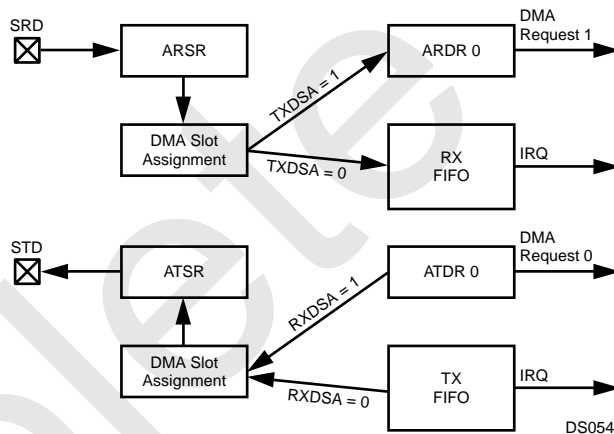 SRD
ARSR
TXDSA = 1
ARDR 0
DMA
Request 1
DMA Slot
Assignment
TXDSA = 0
RX
FIFO
IRQ
STD
ATSR
RXDSA = 1
ATDR 0
DMA
Request 0
DMA Slot
Assignment
RXDSA = 0
TX
FIFO
IRQ
DS054
lete